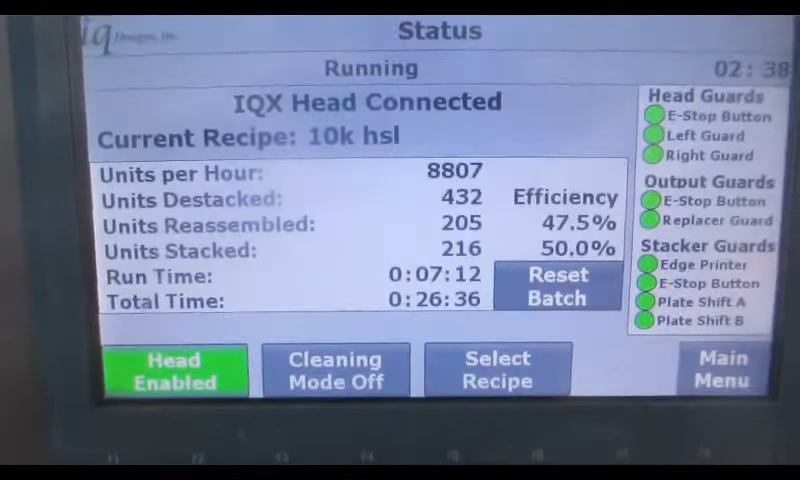 iq Designs, Inc.
Status
Running
02: 38
IQX Head Connected
Current Recipe: 10k hsl
Units per Hour: 8807
Units Destacked: 432 Efficiency
Units Reassembled: 205 47.5%
Units Stacked: 216 50.0%
Run Time: 0:07:12
Total Time: 0:26:36
Reset
Batch
Head Guards
E-Stop Button
Left Guard
Right Guard
Output Guards
E-Stop Button
Replacer Guard
Stacker Guards
Edge Printer
E-Stop Button
Plate Shift A
Plate Shift B
Head
Enabled
Cleaning
Mode Off
Select
Recipe
Main
Menu